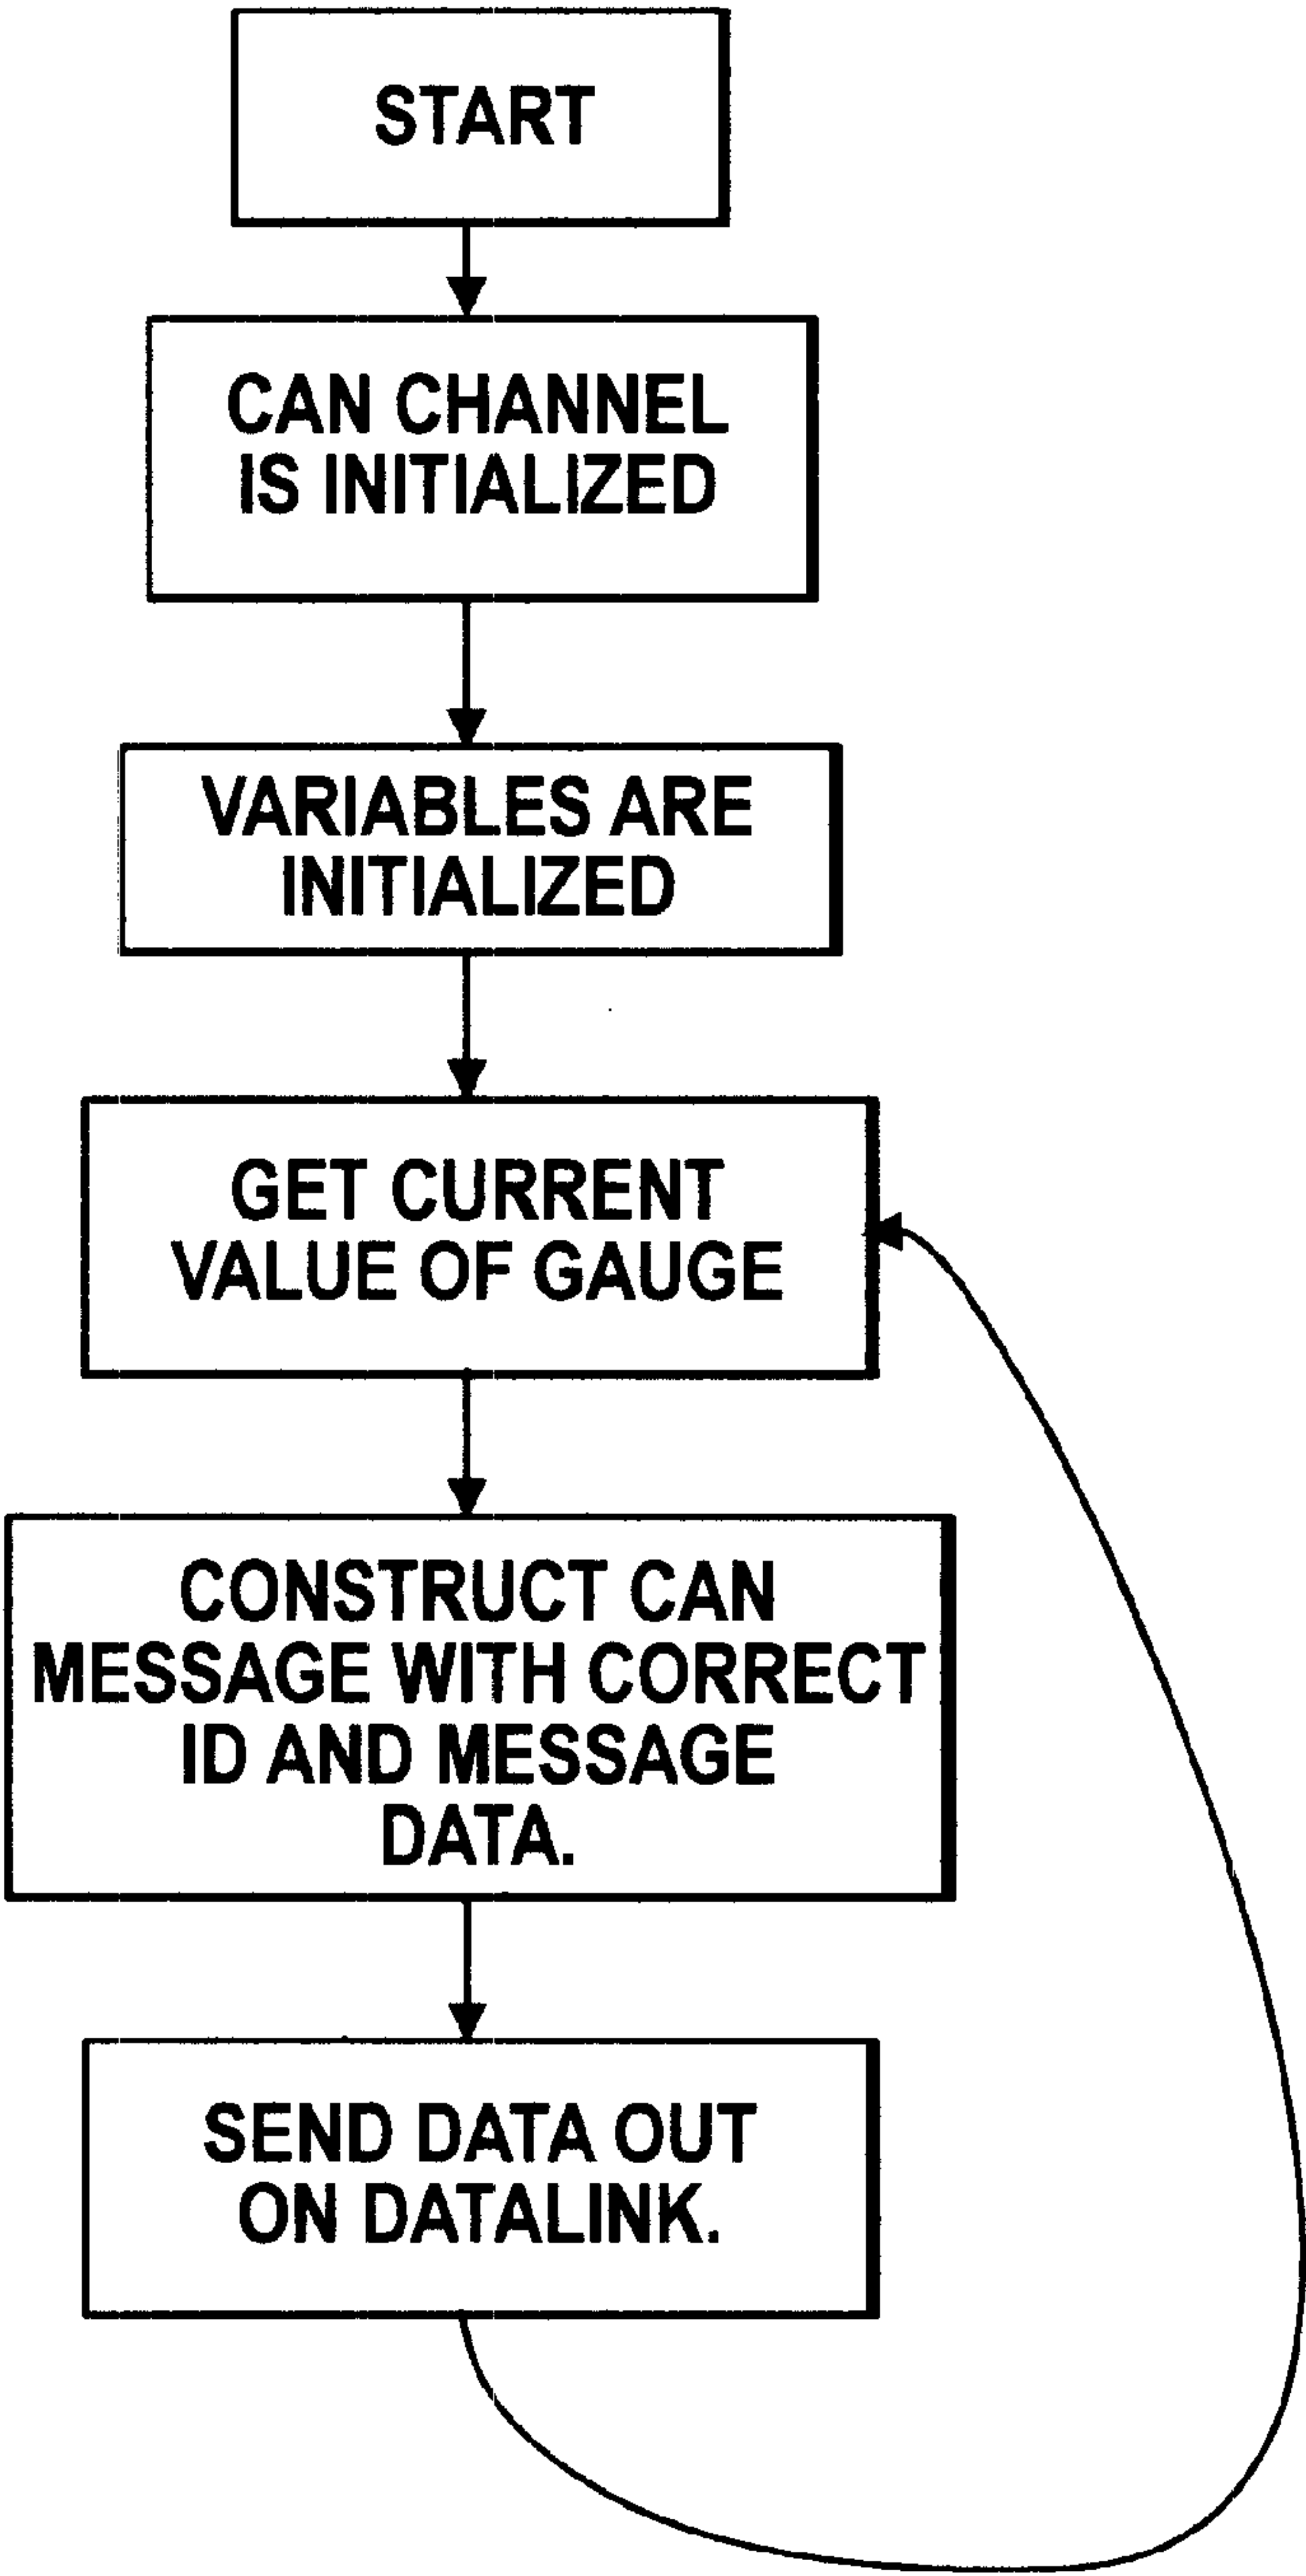 START
CAN CHANNEL
IS INITIALIZED
VARIABLES ARE
INITIALIZED
GET CURRENT
VALUE OF GAUGE
CONSTRUCT CAN
MESSAGE WITH CORRECT
ID AND MESSAGE
DATA.
SEND DATA OUT
ON DATALINK.